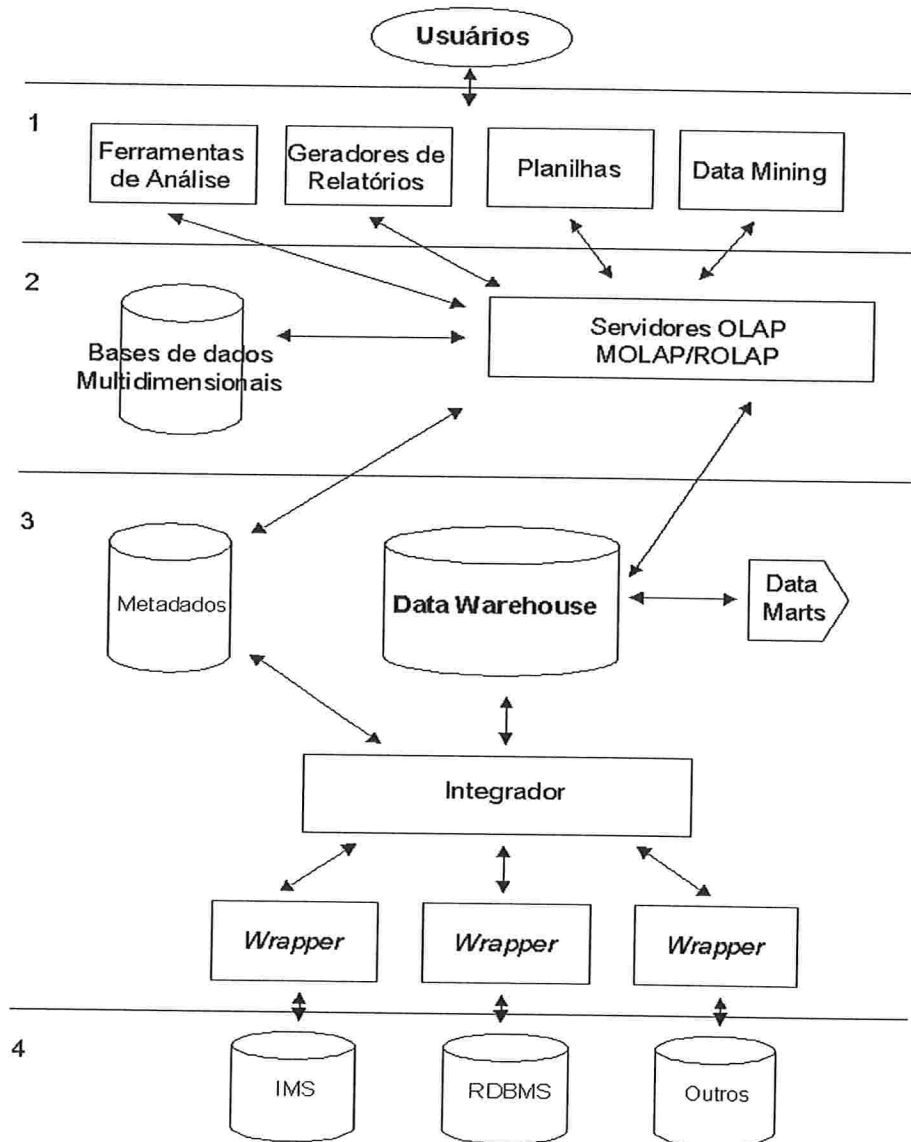 Usuários
1
Ferramentas
de Análise
Geradores de
Relatórios
Planilhas
Data Mining
2
Bases de dados
Multidimensionais
Servidores OLAP
MOLAP/ROLAP
3
Metadados
Data Warehouse
Data
Marts
Integrador
Wrapper
Wrapper
Wrapper
4
IMS
RDBMS
Outros